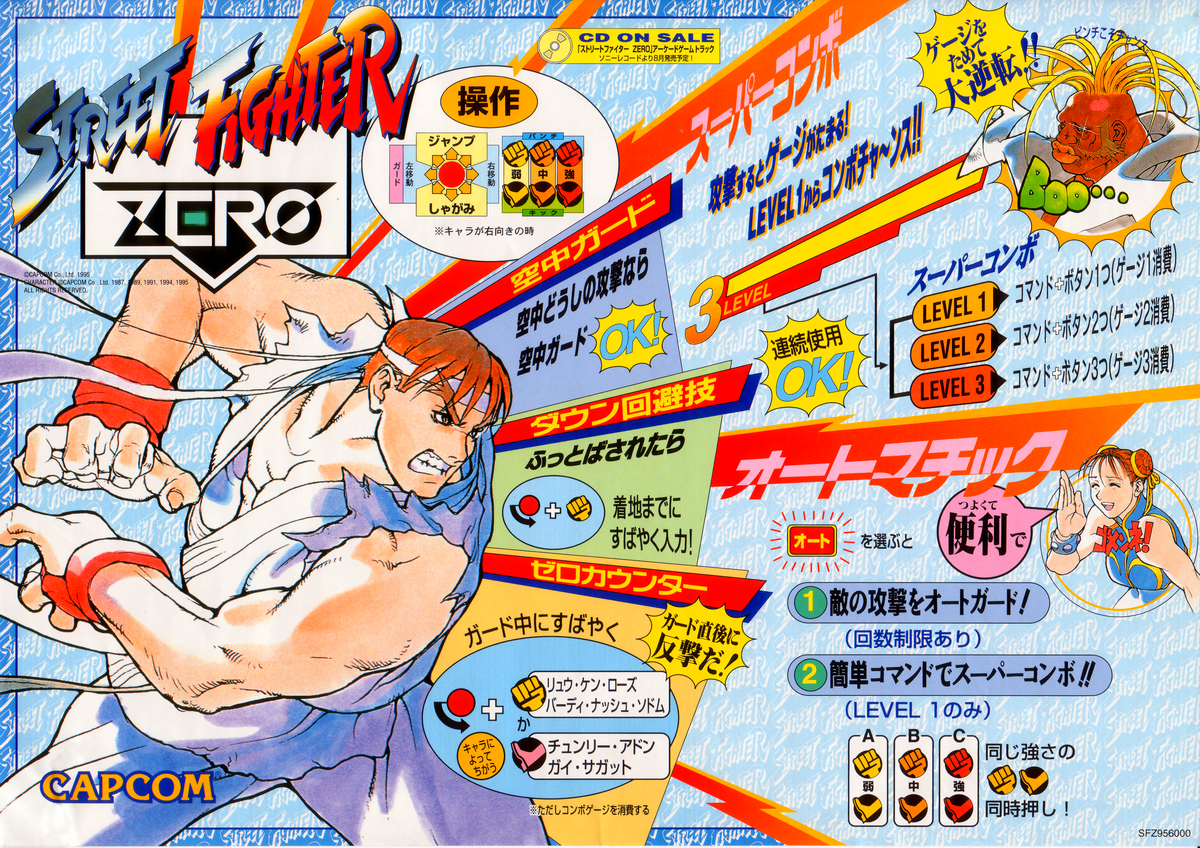 STREET FIGHTER
ZERO
©CAPCOM Co., Ltd. 1995
CHARACTER ©CAPCOM Co., Ltd. 1987, 1989, 1991, 1994, 1995
ALL RIGHTS RESERVED.
CD ON SALE
「ストリートファイター ZERO」アーケードゲームトラック
ソニーレコードより8月発売予定!
操作
ジャンプ
ガード
左移動
右移動
しゃがみ
パンチ
弱 中 強
キック
※キャラが右向きの時
スーパーコンボ
攻撃するとゲージがたまる!
LEVEL1からコンボチャ〜ンス!!
ゲージを
ためて
大逆転!!
ピンチこそチャンス
BOO…
3 LEVEL
連続使用
OK!
スーパーコンボ
LEVEL 1 コマンド+ボタン1つ(ゲージ1消費)
LEVEL 2 コマンド+ボタン2つ(ゲージ2消費)
LEVEL 3 コマンド+ボタン3つ(ゲージ3消費)
空中ガード
空中どうしの攻撃なら
空中ガード OK!
ダウン回避技
ふっとばされたら
+
着地までに
すばやく入力!
ゼロカウンター
ガード中にすばやく
ガード直後に
反撃だ!
+
リュウ・ケン・ローズ
バーディ・ナッシュ・ソドム
か
キャラに
よって
ちがう
チュンリー・アドン
ガイ・サガット
※ただしコンボゲージを消費する
オートマチック
オート を選ぶと
つよくて
便利で
ゴメンネ!
1 敵の攻撃をオートガード!
(回数制限あり)
2 簡単コマンドでスーパーコンボ!!
(LEVEL 1のみ)
A B C
弱 中 強
同じ強さの
同時押し!
CAPCOM
SFZ956000